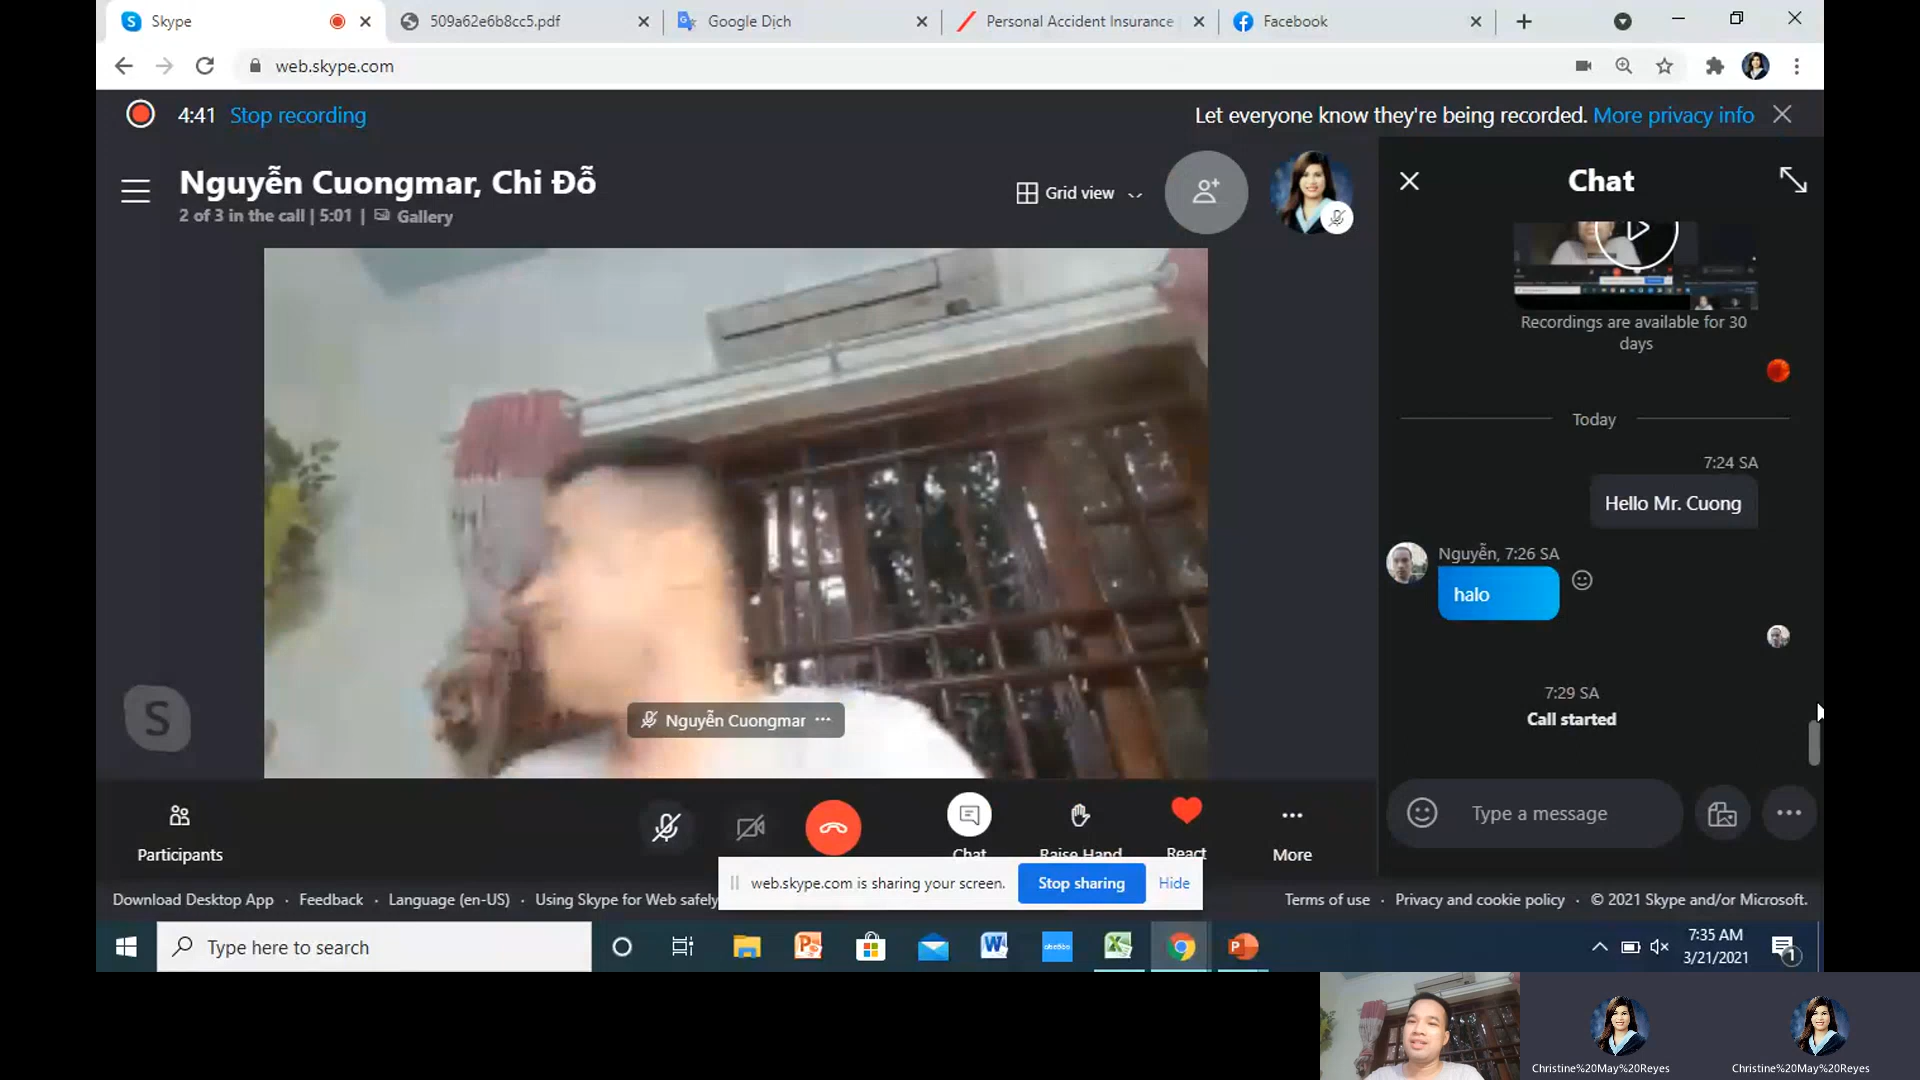 Skype
509a62e6b8cc5.pdf
Google Dịch
Personal Accident Insurance
Facebook
web.skype.com
4:41 Stop recording
Let everyone know they're being recorded. More privacy info
Nguyễn Cuongmar, Chi Đỗ
2 of 3 in the call | 5:01 | Gallery
Grid view
Chat
Recordings are available for 30
days
Today
7:24 SA
Hello Mr. Cuong
Nguyễn, 7:26 SA
halo
7:29 SA
Call started
Nguyễn Cuongmar
Type a message
Participants
Chat
Raise Hand
React
More
web.skype.com is sharing your screen.
Stop sharing
Hide
Download Desktop App · Feedback · Language (en-US) · Using Skype for Web safely
Terms of use · Privacy and cookie policy · © 2021 Skype and/or Microsoft.
Type here to search
7:35 AM
3/21/2021
1
Christine%20May%20Reyes
Christine%20May%20Reyes